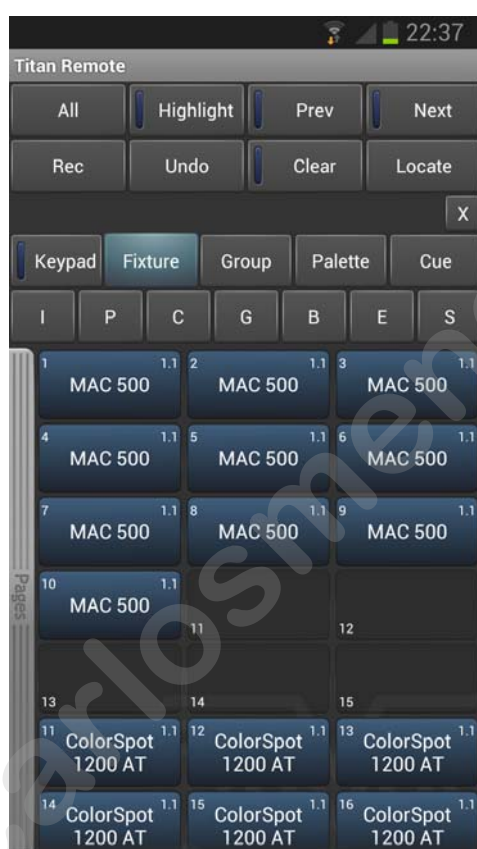 22:37
Titan Remote
All Highlight Prev Next
Rec Undo Clear Locate
X
Keypad Fixture Group Palette Cue
I P C G B E S
1 1.1 2 1.1 3 1.1
MAC 500 MAC 500 MAC 500
4 1.1 5 1.1 6 1.1
MAC 500 MAC 500 MAC 500
7 1.1 8 1.1 9 1.1
MAC 500 MAC 500 MAC 500
Pages
10 1.1
MAC 500
11 12
13 14 15
11 1.1 12 1.1 13 1.1
ColorSpot ColorSpot ColorSpot
1200 AT 1200 AT 1200 AT
14 1.1 15 1.1 16 1.1
ColorSpot ColorSpot ColorSpot
1200 AT 1200 AT 1200 AT